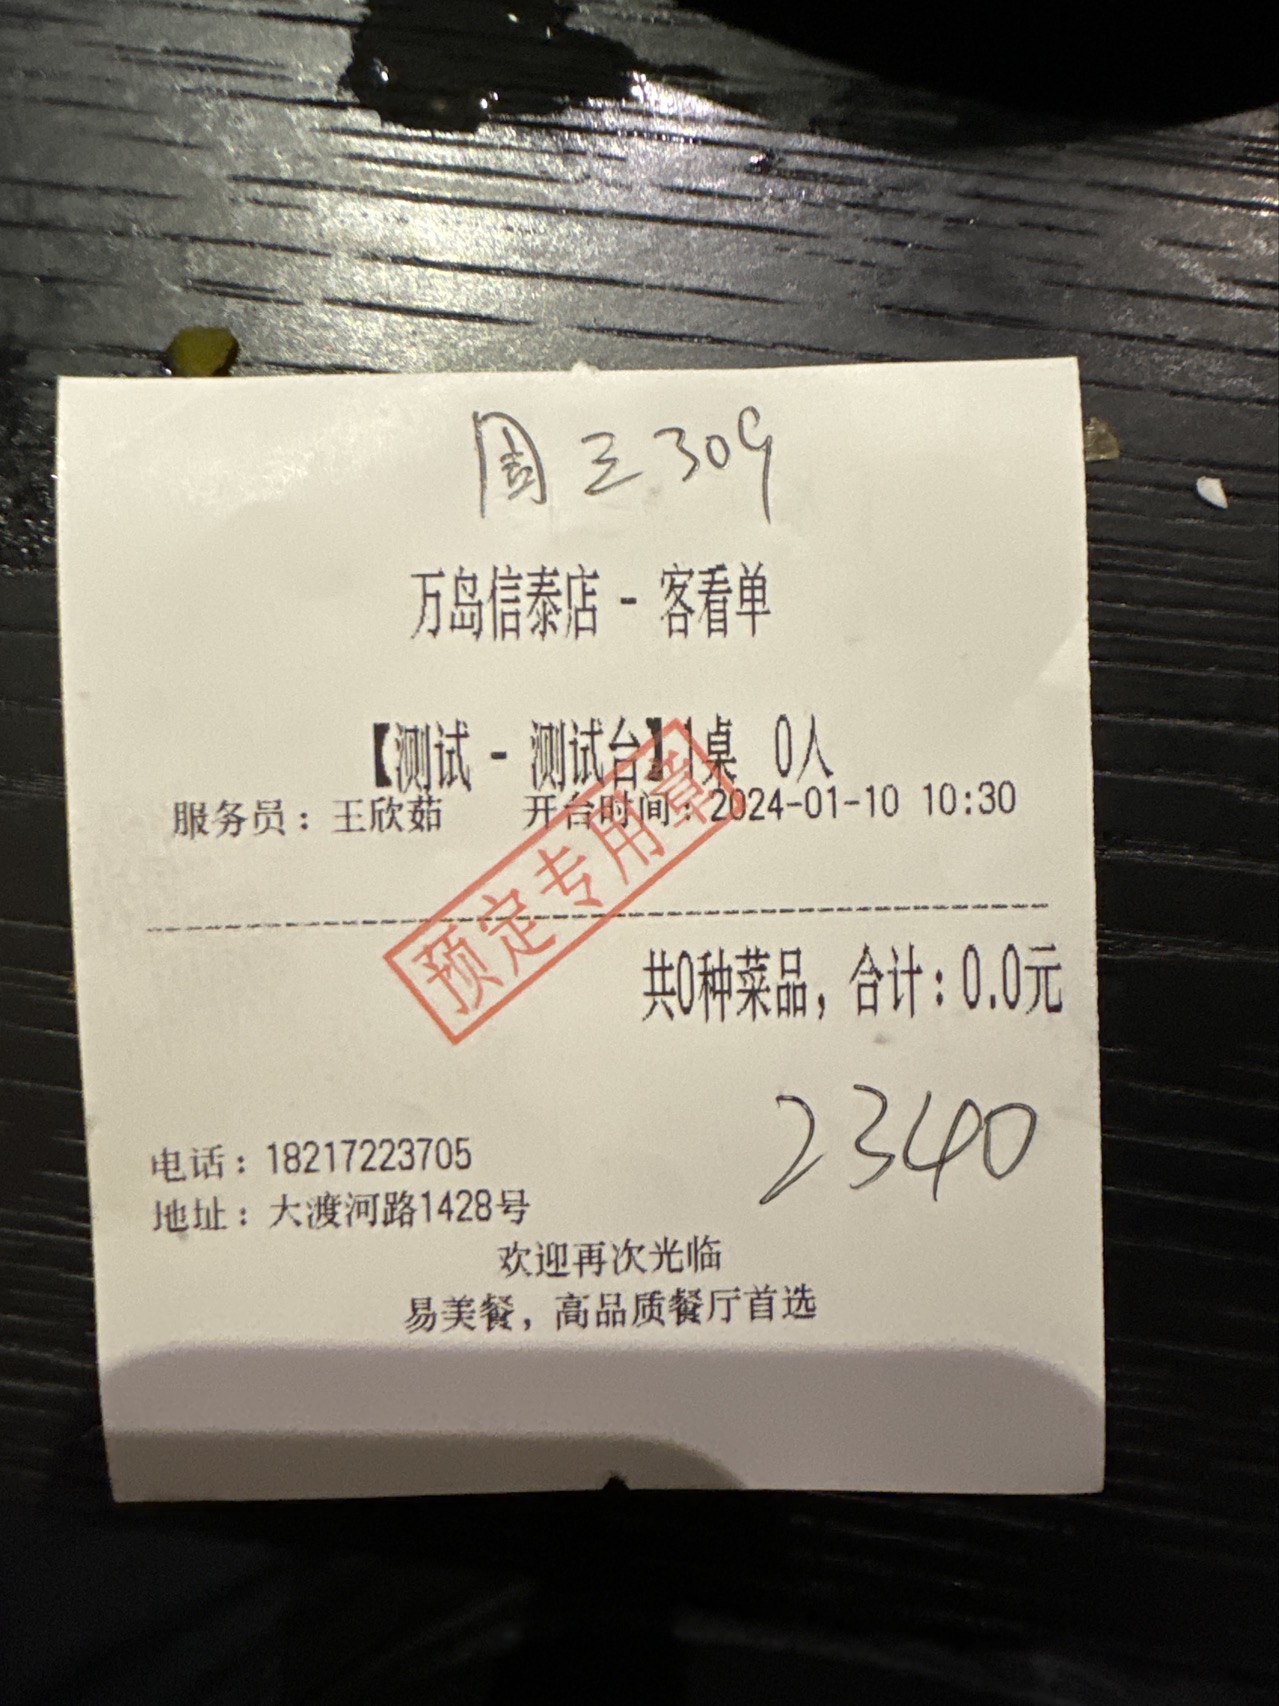 周三309
万岛信泰店 - 客看单
【测试 - 测试台】1桌 0人
服务员：王欣茹 开台时间：2024-01-10 10:30
预定专用章
共0种菜品，合计：0.0元
2340
电话：18217223705
地址：大渡河路1428号
欢迎再次光临
易美餐，高品质餐厅首选